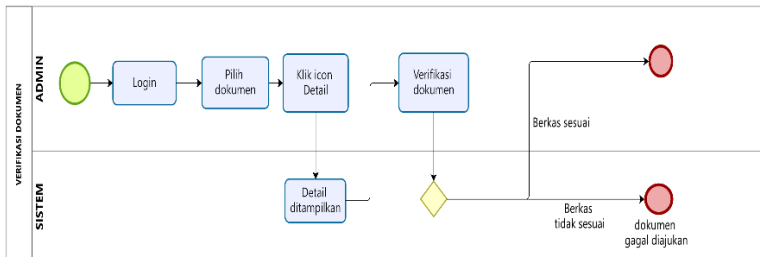 VERIFIKASI DOKUMEN
ADMIN
Login
Pilih
dokumen
Klik icon
Detail
Verifikasi
dokumen
Berkas sesuai
SISTEM
Detail
ditampilkan
Berkas
tidak sesuai
dokumen
gagal diajukan